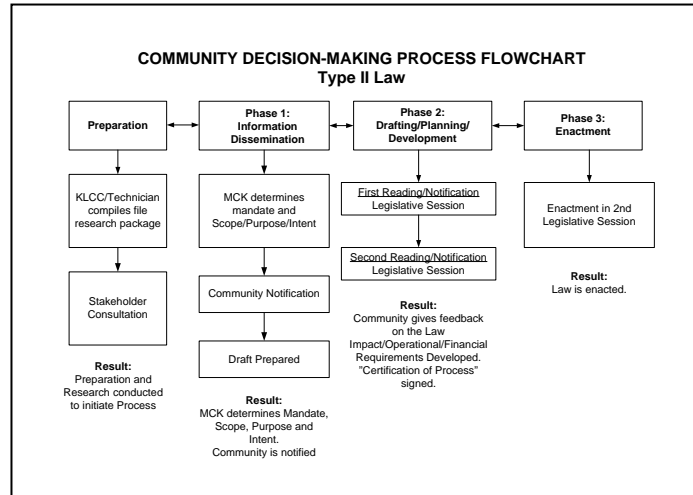 COMMUNITY DECISION-MAKING PROCESS FLOWCHART
Type II Law
Preparation
KLCC/Technician
compiles file
research package
Stakeholder
Consultation
Result:
Preparation and
Research conducted
to initiate Process
Phase 1:
Information
Dissemination
MCK determines
mandate and
Scope/Purpose/Intent
Community Notification
Draft Prepared
Result:
MCK determines Mandate,
Scope, Purpose and
Intent.
Community is notified
Phase 2:
Drafting/Planning/
Development
First Reading/Notification
Legislative Session
Second Reading/Notification
Legislative Session
Result:
Community gives feedback
on the Law
Impact/Operational/Financial
Requirements Developed.
"Certification of Process"
signed.
Phase 3:
Enactment
Enactment in 2nd
Legislative Session
Result:
Law is enacted.